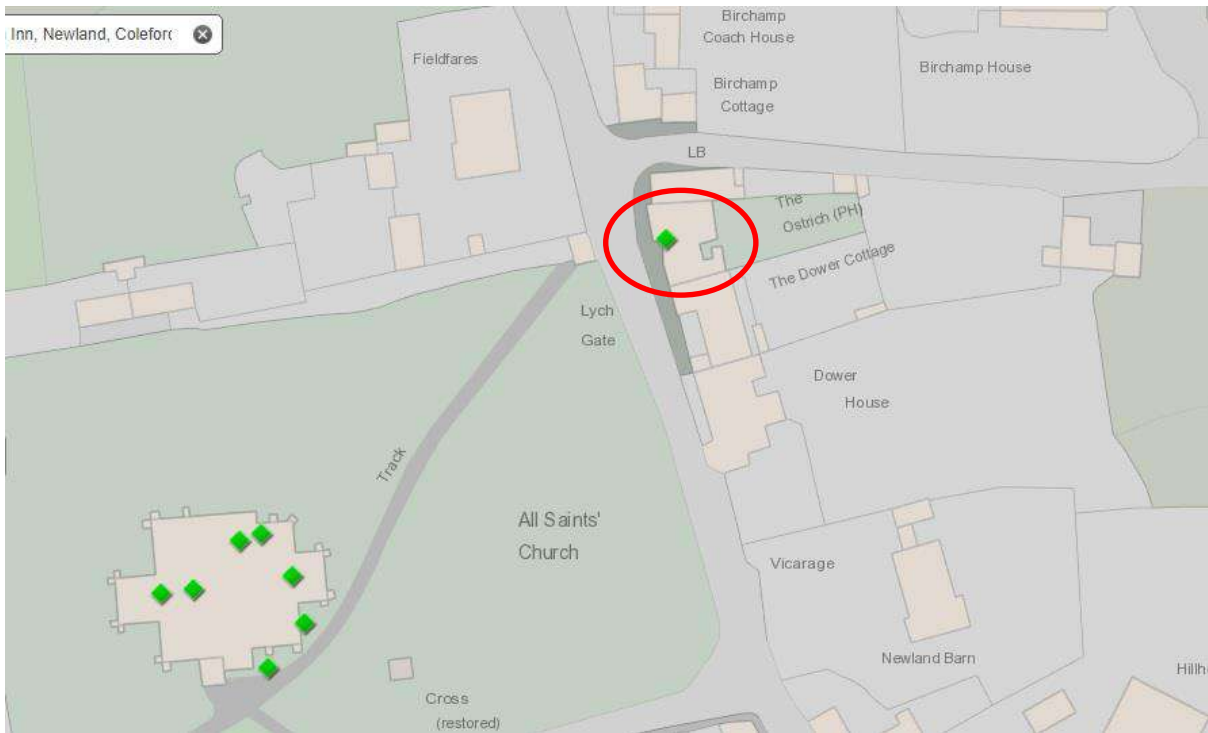 Inn, Newland, Coleford
Birchamp
Coach House
Fieldfares
Birchamp House
Birchamp
Cottage
LB
The
Ostrich (PH)
The Dower Cottage
Lych
Gate
Dower
House
Track
All Saints'
Church
Vicarage
Newland Barn
Cross
(restored)